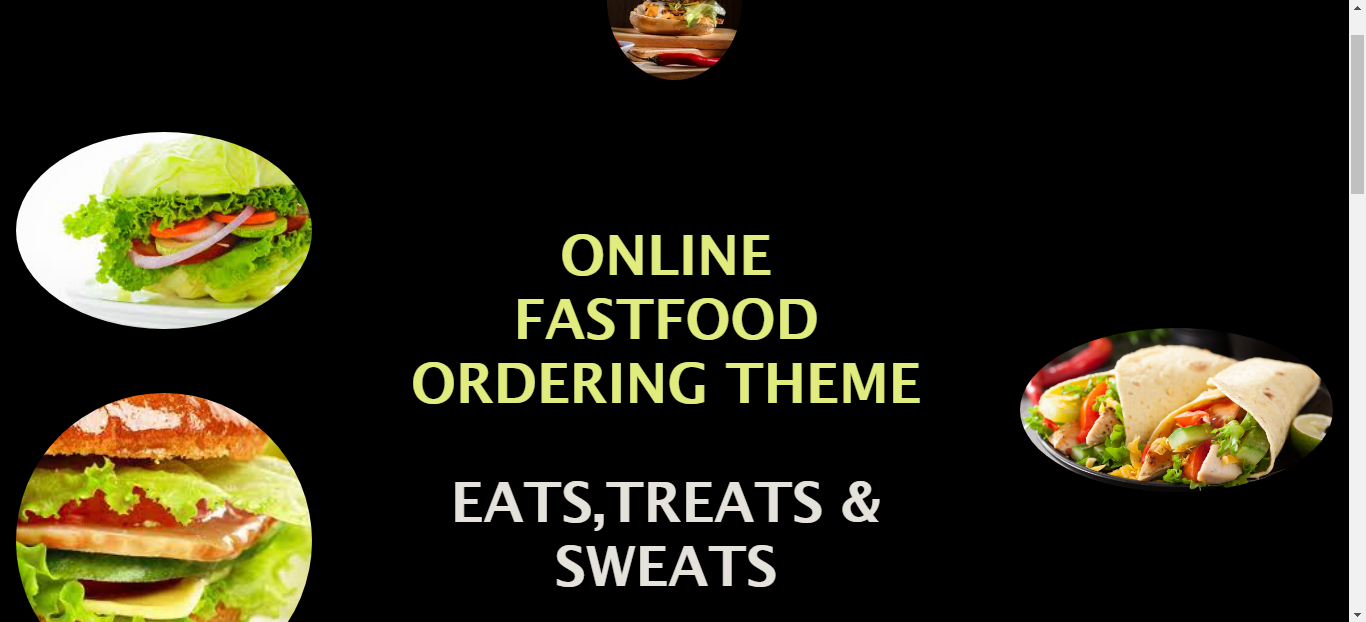 ONLINE
FASTFOOD
ORDERING THEME
EATS,TREATS &
SWEATS